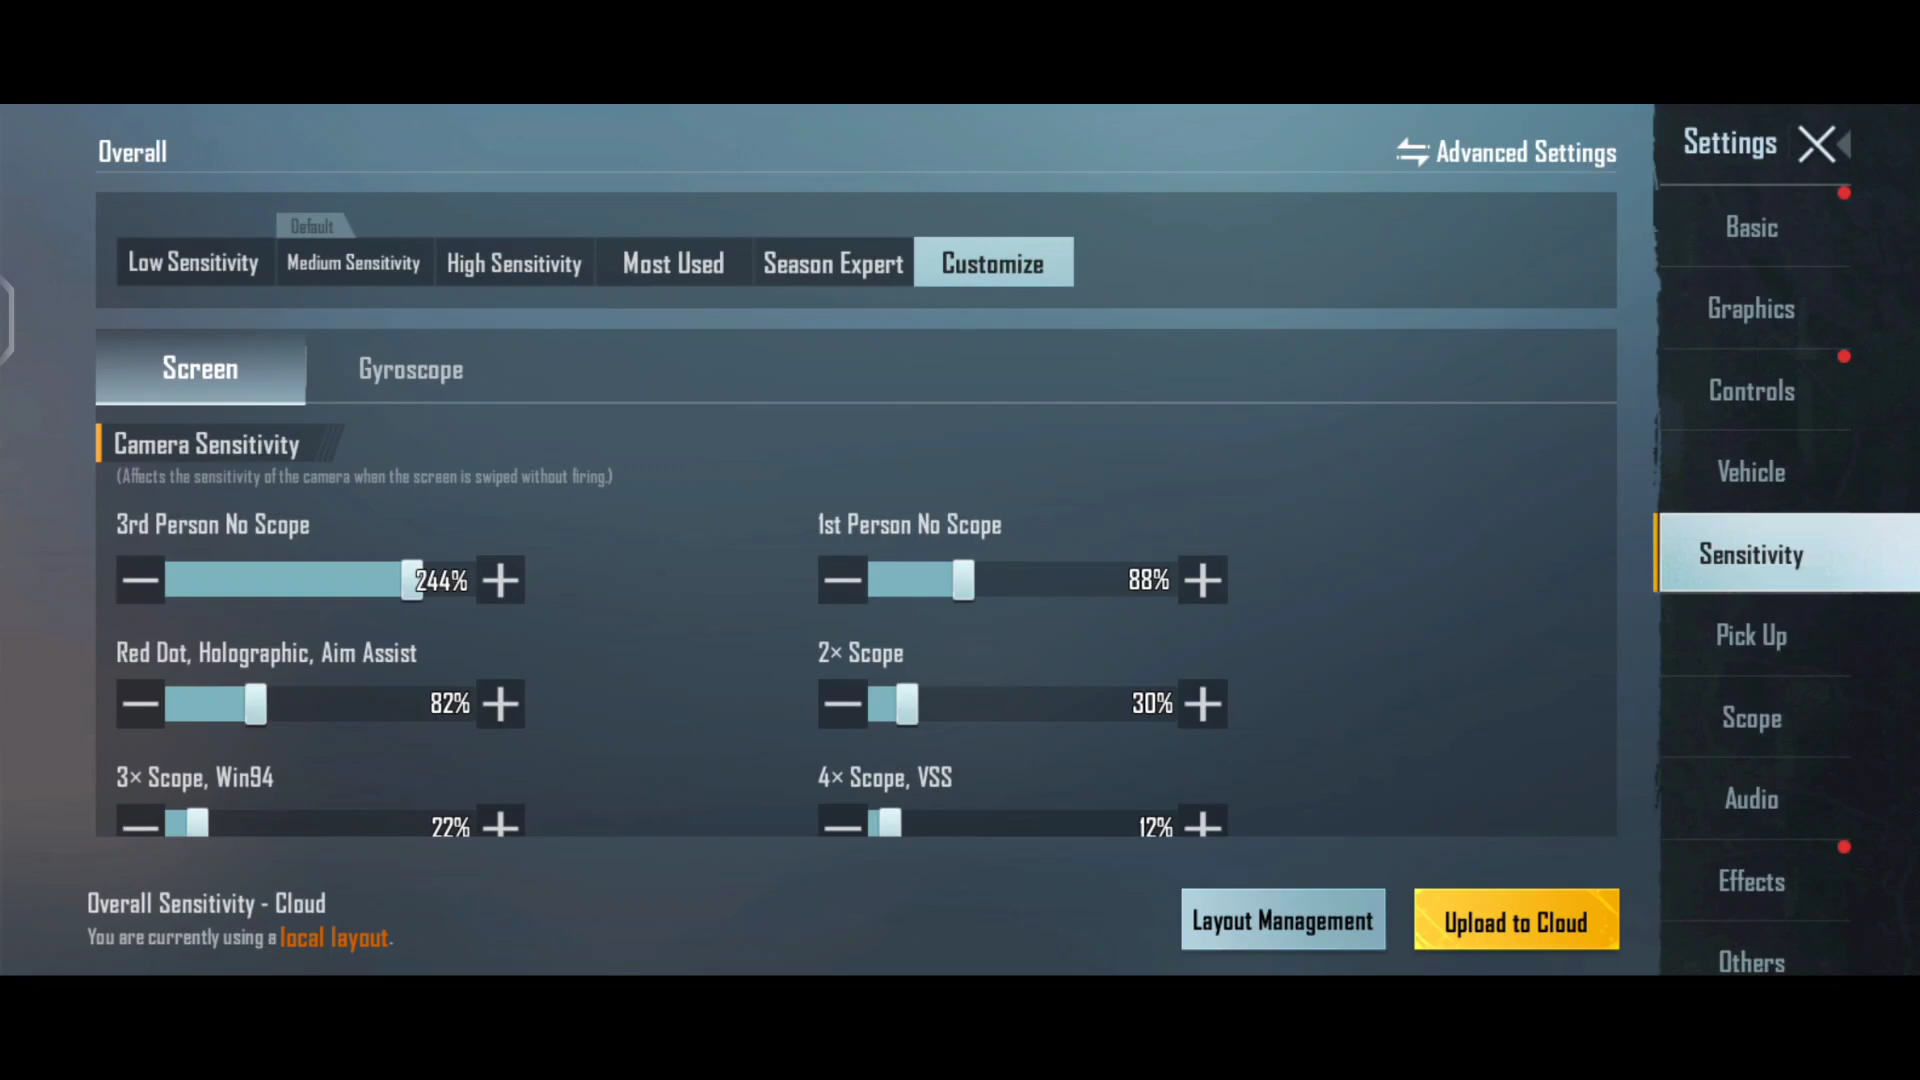 Overall
Advanced Settings
Default
Low Sensitivity
Medium Sensitivity
High Sensitivity
Most Used
Season Expert
Customize
Screen
Gyroscope
Camera Sensitivity
(Affects the sensitivity of the camera when the screen is swiped without firing.)
3rd Person No Scope
244%
1st Person No Scope
88%
Red Dot, Holographic, Aim Assist
82%
2× Scope
30%
3× Scope, Win94
22%
4× Scope, VSS
12%
Overall Sensitivity - Cloud
You are currently using a local layout.
Layout Management
Upload to Cloud
Settings
Basic
Graphics
Controls
Vehicle
Sensitivity
Pick Up
Scope
Audio
Effects
Others